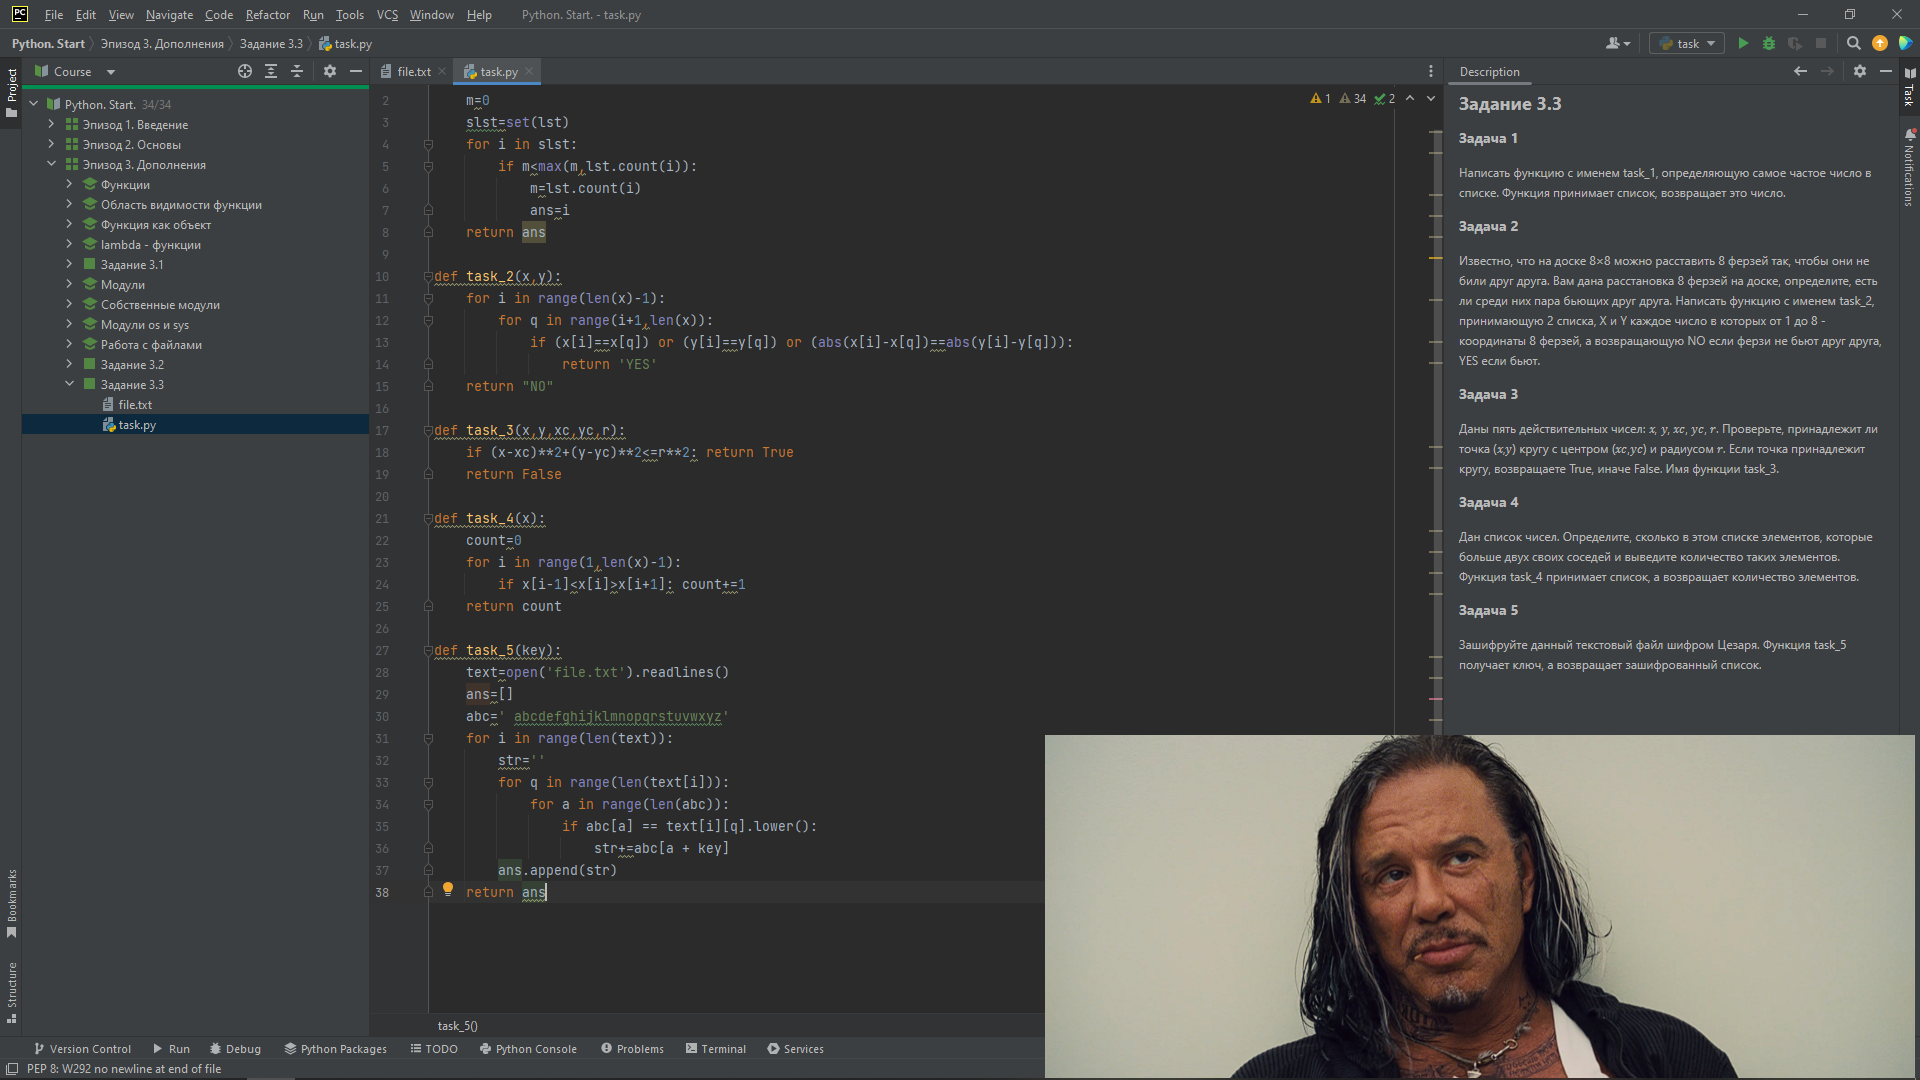 PC File Edit View Navigate Code Refactor Run Tools VCS Window Help Python. Start. - task.py
Python. Start Эпизод 3. Дополнения Задание 3.3 task.py
task
Project
Course
Python. Start. 34/34
Эпизод 1. Введение
Эпизод 2. Основы
Эпизод 3. Дополнения
Функции
Область видимости функции
Функция как объект
lambda - функции
Задание 3.1
Модули
Собственные модули
Модули os и sys
Работа с файлами
Задание 3.2
Задание 3.3
file.txt
task.py
Bookmarks
Structure
file.txt task.py
1 34 2
2 m=0
3 slst=set(lst)
4 for i in slst:
5 if m<max(m,lst.count(i)):
6 m=lst.count(i)
7 ans=i
8 return ans
9
10 def task_2(x,y):
11 for i in range(len(x)-1):
12 for q in range(i+1,len(x)):
13 if (x[i]==x[q]) or (y[i]==y[q]) or (abs(x[i]-x[q])==abs(y[i]-y[q])):
14 return 'YES'
15 return "NO"
16
17 def task_3(x,y,xc,yc,r):
18 if (x-xc)**2+(y-yc)**2<=r**2: return True
19 return False
20
21 def task_4(x):
22 count=0
23 for i in range(1,len(x)-1):
24 if x[i-1]<x[i]>x[i+1]: count+=1
25 return count
26
27 def task_5(key):
28 text=open('file.txt').readlines()
29 ans=[]
30 abc=' abcdefghijklmnopqrstuvwxyz'
31 for i in range(len(text)):
32 str=''
33 for q in range(len(text[i])):
34 for a in range(len(abc)):
35 if abc[a] == text[i][q].lower():
36 str+=abc[a + key]
37 ans.append(str)
38 return ans
task_5()
Description
Задание 3.3
Задача 1
Написать функцию с именем task_1, определяющую самое частое число в
списке. Функция принимает список, возвращает это число.
Задача 2
Известно, что на доске 8×8 можно расставить 8 ферзей так, чтобы они не
били друг друга. Вам дана расстановка 8 ферзей на доске, определите, есть
ли среди них пара бьющих друг друга. Написать функцию с именем task_2,
принимающую 2 списка, X и Y каждое число в которых от 1 до 8 -
координаты 8 ферзей, а возвращающую NO если ферзи не бьют друг друга,
YES если бьют.
Задача 3
Даны пять действительных чисел: x, y, xc, yc, r. Проверьте, принадлежит ли
точка (x,y) кругу с центром (xc,yc) и радиусом r. Если точка принадлежит
кругу, возвращаете True, иначе False. Имя функции task_3.
Задача 4
Дан список чисел. Определите, сколько в этом списке элементов, которые
больше двух своих соседей и выведите количество таких элементов.
Функция task_4 принимает список, а возвращает количество элементов.
Задача 5
Зашифруйте данный текстовый файл шифром Цезаря. Функция task_5
получает ключ, а возвращает зашифрованный список.
Task
Notifications
Version Control Run Debug Python Packages TODO Python Console Problems Terminal Services
PEP 8: W292 no newline at end of file